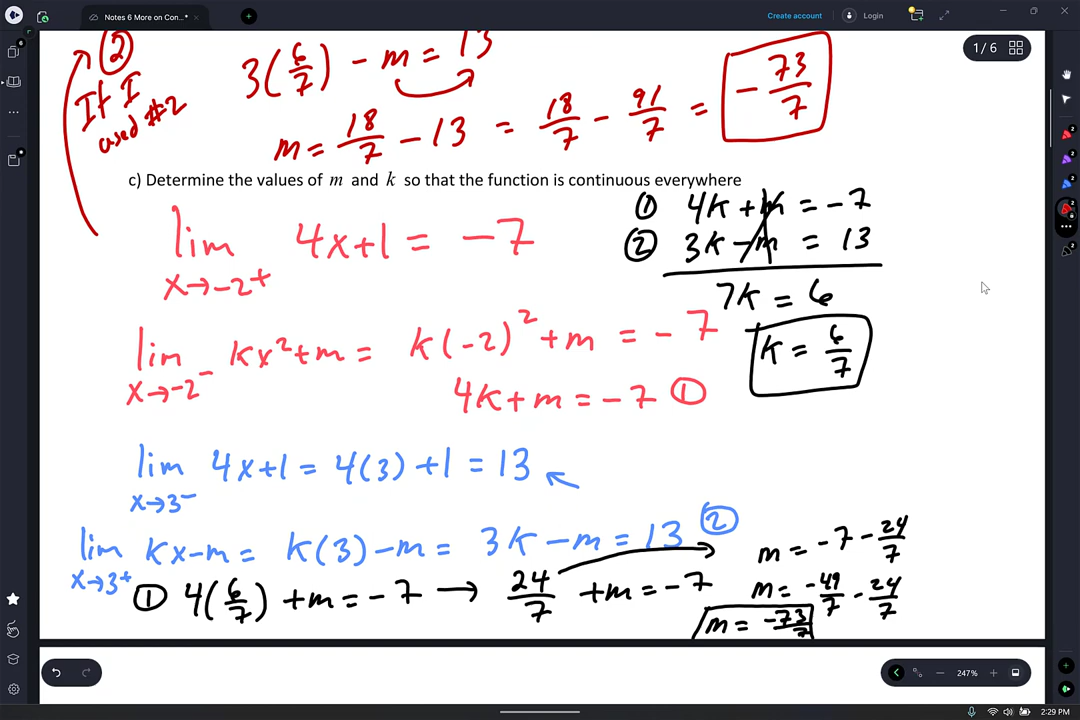 Notes 6 More on Con...*
Create account
Login
1 / 6
② If I used #2
3(6/7) - m = 13
m = 18/7 - 13 = 18/7 - 91/7 = -73/7
c) Determine the values of m and k so that the function is continuous everywhere
lim x→-2⁺ 4x+1 = -7
① 4k + m = -7
② 3k - m = 13
7k = 6
k = 6/7
lim x→-2⁻ kx²+m = k(-2)²+m = -7
4k+m = -7 ①
lim x→3⁻ 4x+1 = 4(3)+1 = 13 ←
lim x→3⁺ kx-m = k(3)-m = 3k-m = 13 ②
① 4(6/7) + m = -7 → 24/7 + m = -7
m = -7 - 24/7
m = -49/7 - 24/7
m = -73/7
247%
2:29 PM